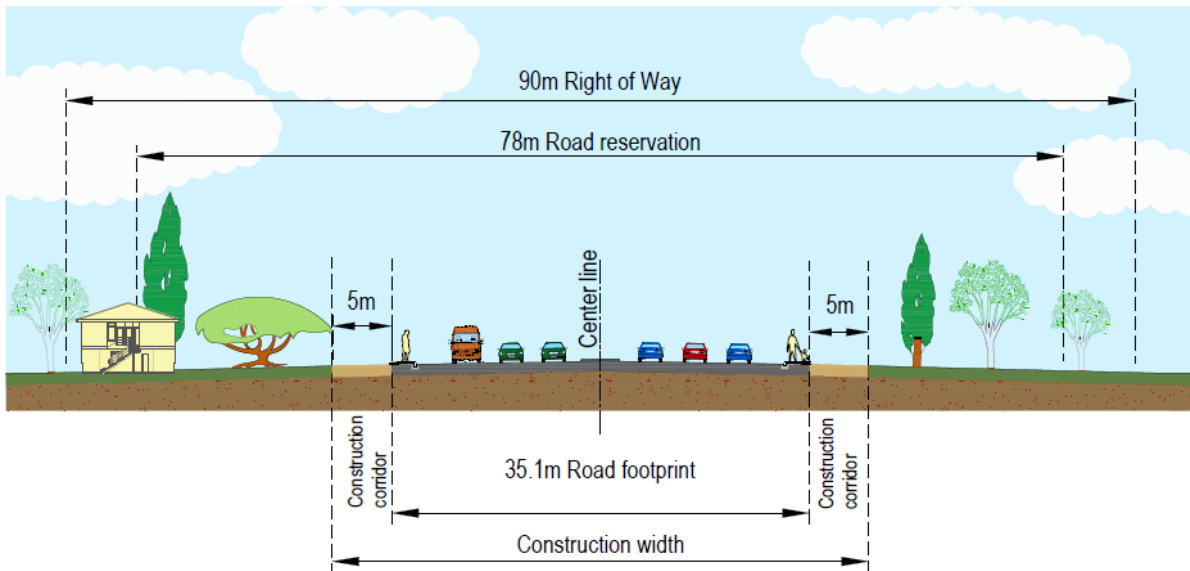 90m Right of Way
78m Road reservation
5m
Center line
5m
Construction
corridor
35.1m Road footprint
Construction
corridor
Construction width